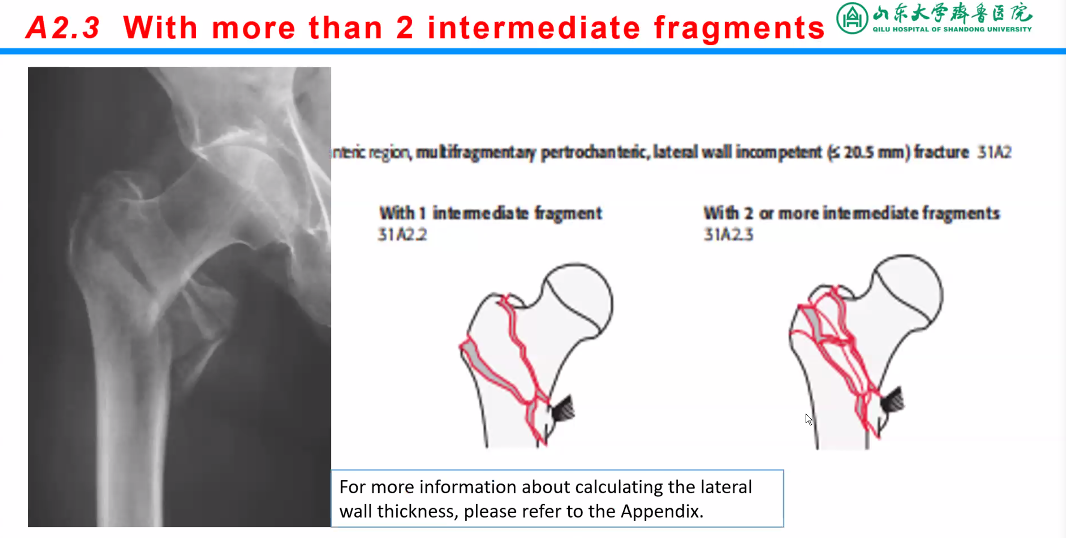 A2.3 With more than 2 intermediate fragments
山东大学齐鲁医院
QILU HOSPITAL OF SHANDONG UNIVERSITY
nteric region, multifragmentary pertrochanteric, lateral wall incompetent (≤ 20.5 mm) fracture 31A2
With 1 intermediate fragment
31A2.2
With 2 or more intermediate fragments
31A2.3
For more information about calculating the lateral
wall thickness, please refer to the Appendix.